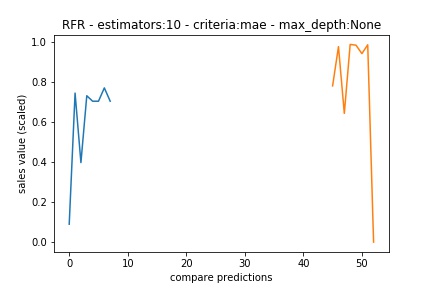 RFR - estimators:10 - criteria:mae - max_depth:None
1.0
0.8
0.6
0.4
0.2
0.0
sales value (scaled)
0 10 20 30 40 50
compare predictions